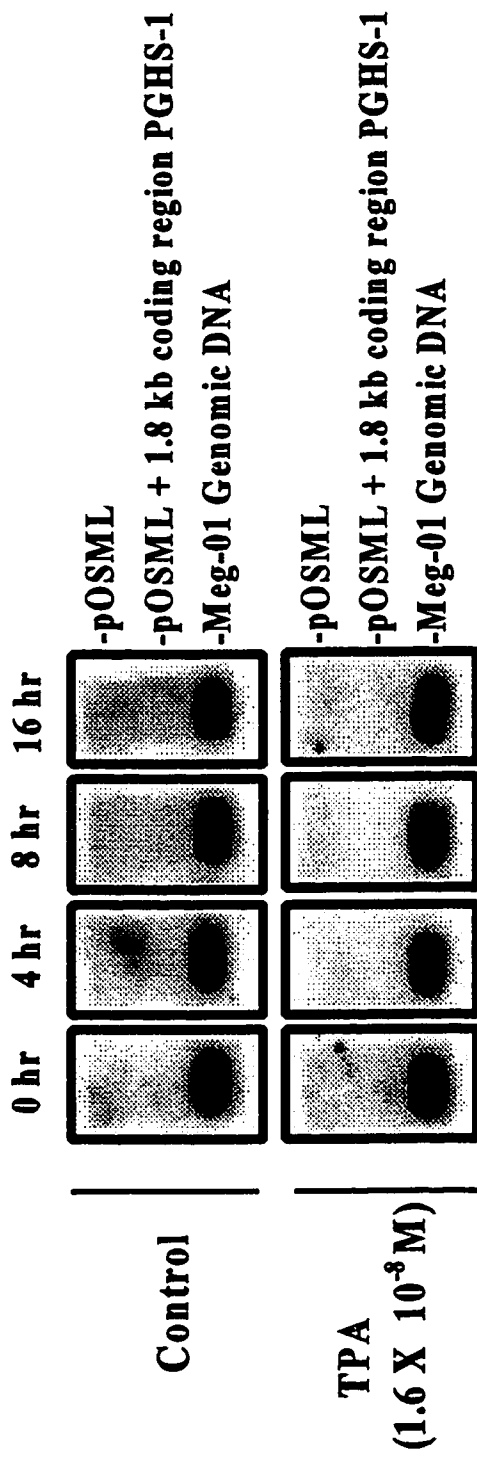 0 hr 4 hr 8 hr 16 hr
Control
-pOSML
-pOSML + 1.8 kb coding region PGHS-1
-Meg-01 Genomic DNA
TPA
(1.6 X 10⁻⁸ M)
-pOSML
-pOSML + 1.8 kb coding region PGHS-1
-Meg-01 Genomic DNA